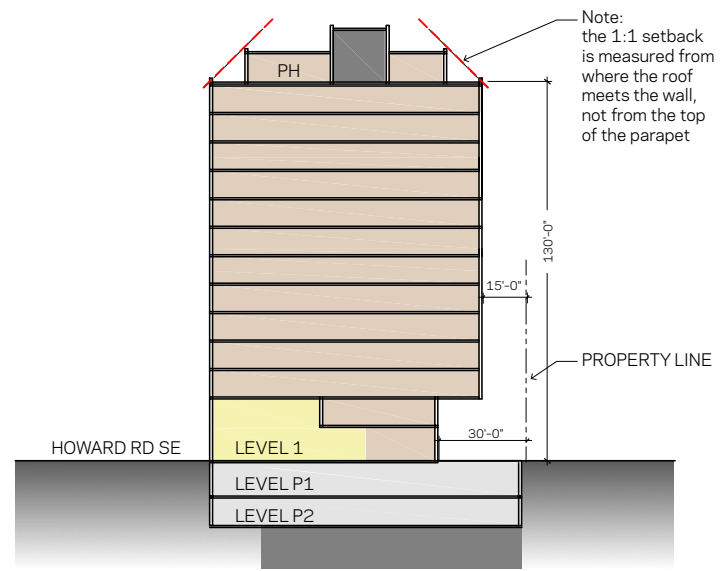 Note:
the 1:1 setback
is measured from
where the roof
meets the wall,
not from the top
of the parapet
PH
130'-0"
15'-0"
PROPERTY LINE
30'-0"
HOWARD RD SE
LEVEL 1
LEVEL P1
LEVEL P2